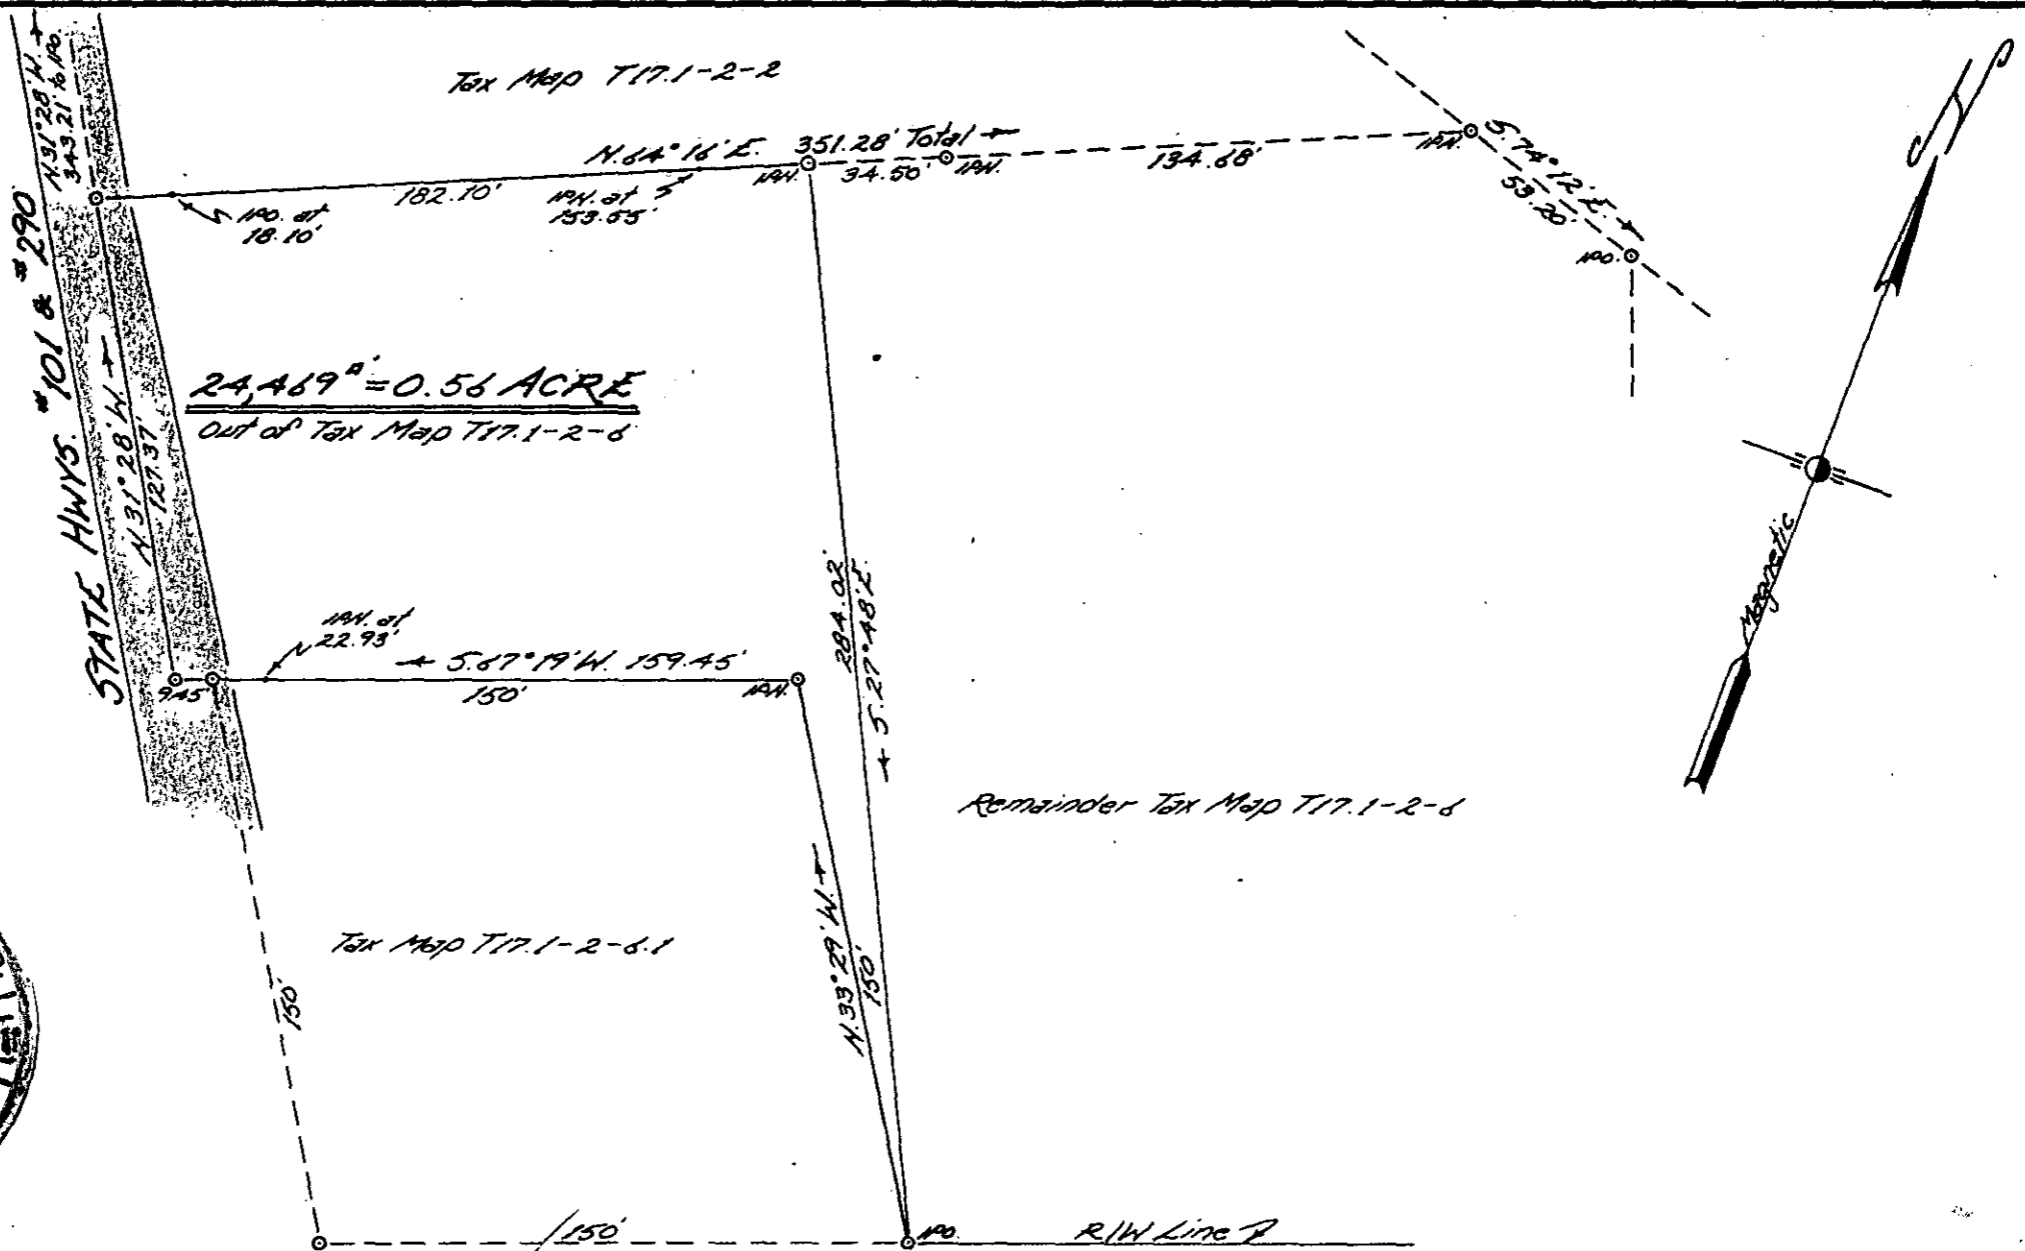 N.31°28'W.
343.21' to IPO.
Tax Map T17.1-2-2
N.64°16'E. 351.28' Total
IPN.
34.50'
IPN.
134.68'
IPN.
S.74°12'E.
53.20'
IPO.
182.10'
IPO. at
18.10'
IPN. at
153.55'
STATE HWYS. #101 & #290
N.31°28'W.
127.37'
24,469□' = 0.56 ACRE
Out of Tax Map T17.1-2-6
IPN. at
22.93'
S.67°19'W. 159.45'
9.45'
150'
IPN.
284.02'
S.27°48'E.
Magnetic
Remainder Tax Map T17.1-2-6
Tax Map T17.1-2-6.1
N.33°29'W.
150'
150'
150'
IPO.
R/W Line